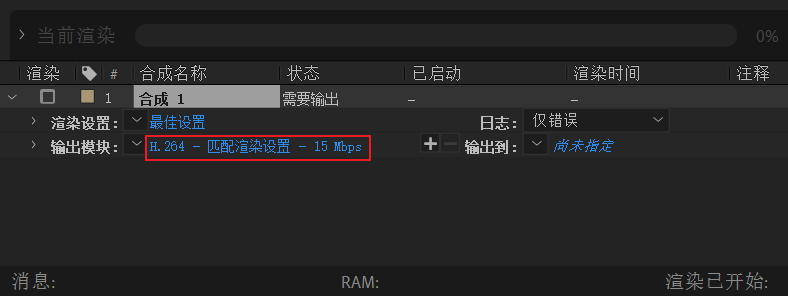 当前渲染 0%
渲染 # 合成名称 状态 已启动 渲染时间 注释
1 合成 1 需要输出 – –
渲染设置: 最佳设置 日志: 仅错误
输出模块: H.264 - 匹配渲染设置 - 15 Mbps 输出到: 尚未指定
消息: RAM: 渲染已开始: